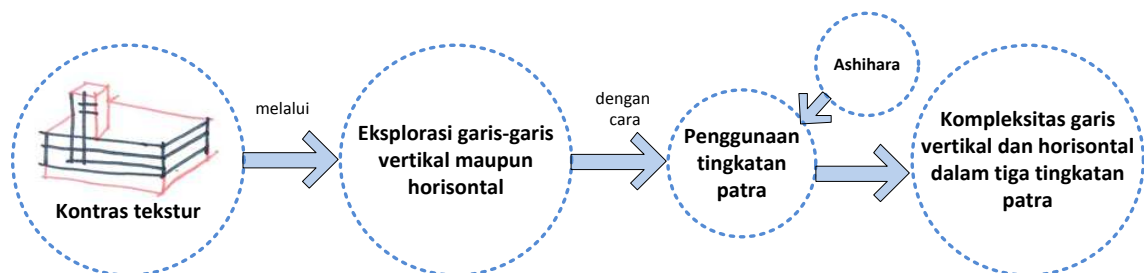 Kontras tekstur
melalui
Eksplorasi garis-garis
vertikal maupun
horisontal
dengan
cara
Penggunaan
tingkatan
patra
Ashihara
Kompleksitas garis
vertikal dan horisontal
dalam tiga tingkatan
patra